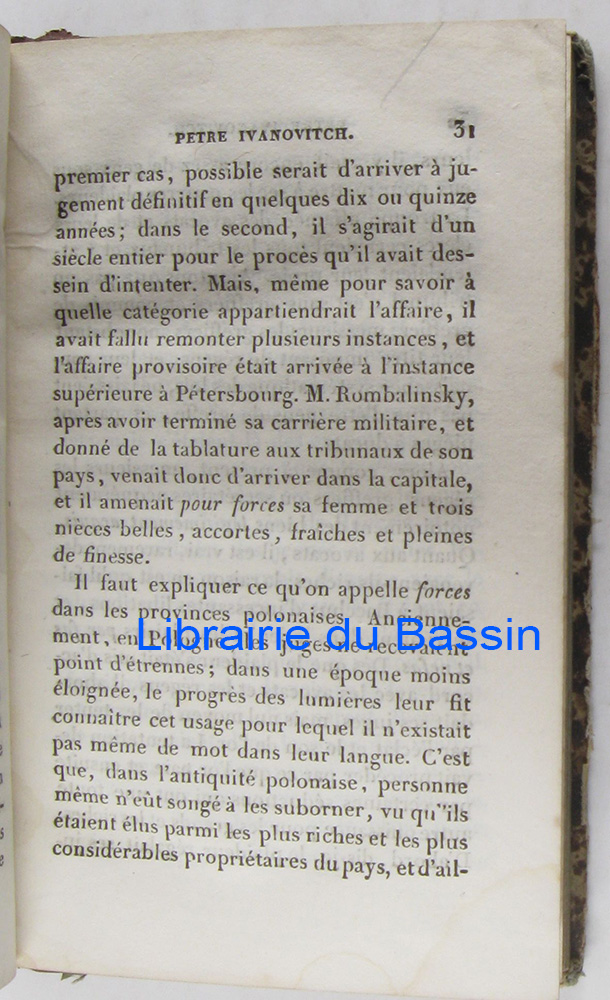 PETRE IVANOVITCH. 31
premier cas, possible serait d'arriver à ju-
gement définitif en quelques dix ou quinze
années; dans le second, il s'agirait d'un
siècle entier pour le procès qu'il avait des-
sein d'intenter. Mais, même pour savoir à
quelle catégorie appartiendrait l'affaire, il
avait fallu remonter plusieurs instances, et
l'affaire provisoire était arrivée à l'instance
supérieure à Pétersbourg. M. Rombalinsky,
après avoir terminé sa carrière militaire, et
donné de la tablature aux tribunaux de son
pays, venait donc d'arriver dans la capitale,
et il amenait pour forces sa femme et trois
nièces belles, accortes, fraîches et pleines
de finesse.
Il faut expliquer ce qu'on appelle forces
dans les provinces polonaises. Ancienne-
ment, en Pologne, les juges ne recevaient
Librairie du Bassin
point d'étrennes; dans une époque moins
éloignée, le progrès des lumières leur fit
connaître cet usage pour lequel il n'existait
pas même de mot dans leur langue. C'est
que, dans l'antiquité polonaise, personne
même n'eût songé à les suborner, vu qu''ils
étaient élus parmi les plus riches et les plus
considérables propriétaires du pays, et d'ail-